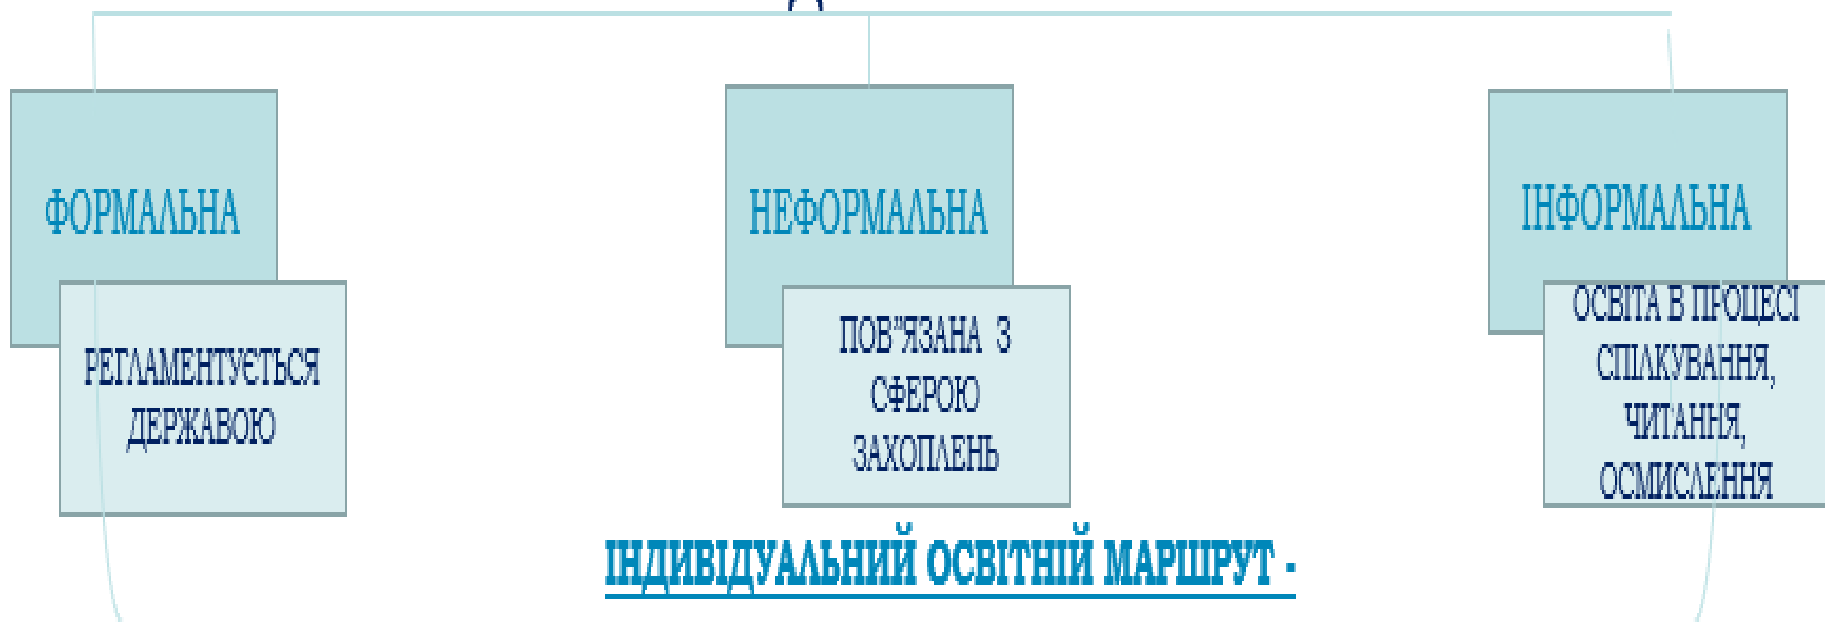 ФОРМАЛЬНА
РЕГЛАМЕНТУЄТЬСЯ
ДЕРЖАВОЮ
НЕФОРМАЛЬНА
ПОВ”ЯЗАНА З
СФЕРОЮ
ЗАХОПЛЕНЬ
ІНФОРМАЛЬНА
ОСВІТА В ПРОЦЕСІ
СПІЛКУВАННЯ,
ЧИТАННЯ,
ОСМИСЛЕННЯ
ІНДИВІДУАЛЬНИЙ ОСВІТНІЙ МАРШРУТ -